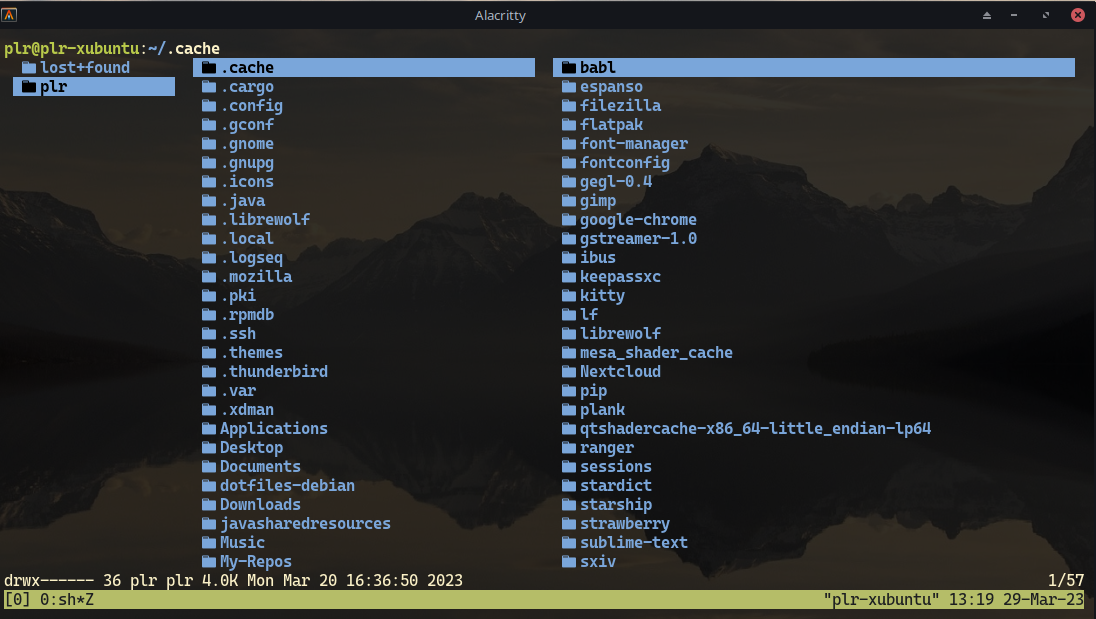 Alacritty
plr@plr-xubuntu:~/.cache
lost+found
plr
.cache
.cargo
.config
.gconf
.gnome
.gnupg
.icons
.java
.librewolf
.local
.logseq
.mozilla
.pki
.rpmdb
.ssh
.themes
.thunderbird
.var
.xdman
Applications
Desktop
Documents
dotfiles-debian
Downloads
javasharedresources
Music
My-Repos
babl
espanso
filezilla
flatpak
font-manager
fontconfig
gegl-0.4
gimp
google-chrome
gstreamer-1.0
ibus
keepassxc
kitty
lf
librewolf
mesa_shader_cache
Nextcloud
pip
plank
qtshadercache-x86_64-little_endian-lp64
ranger
sessions
stardict
starship
strawberry
sublime-text
sxiv
drwx------ 36 plr plr 4.0K Mon Mar 20 16:36:50 2023 1/57
[0] 0:sh*Z "plr-xubuntu" 13:19 29-Mar-23